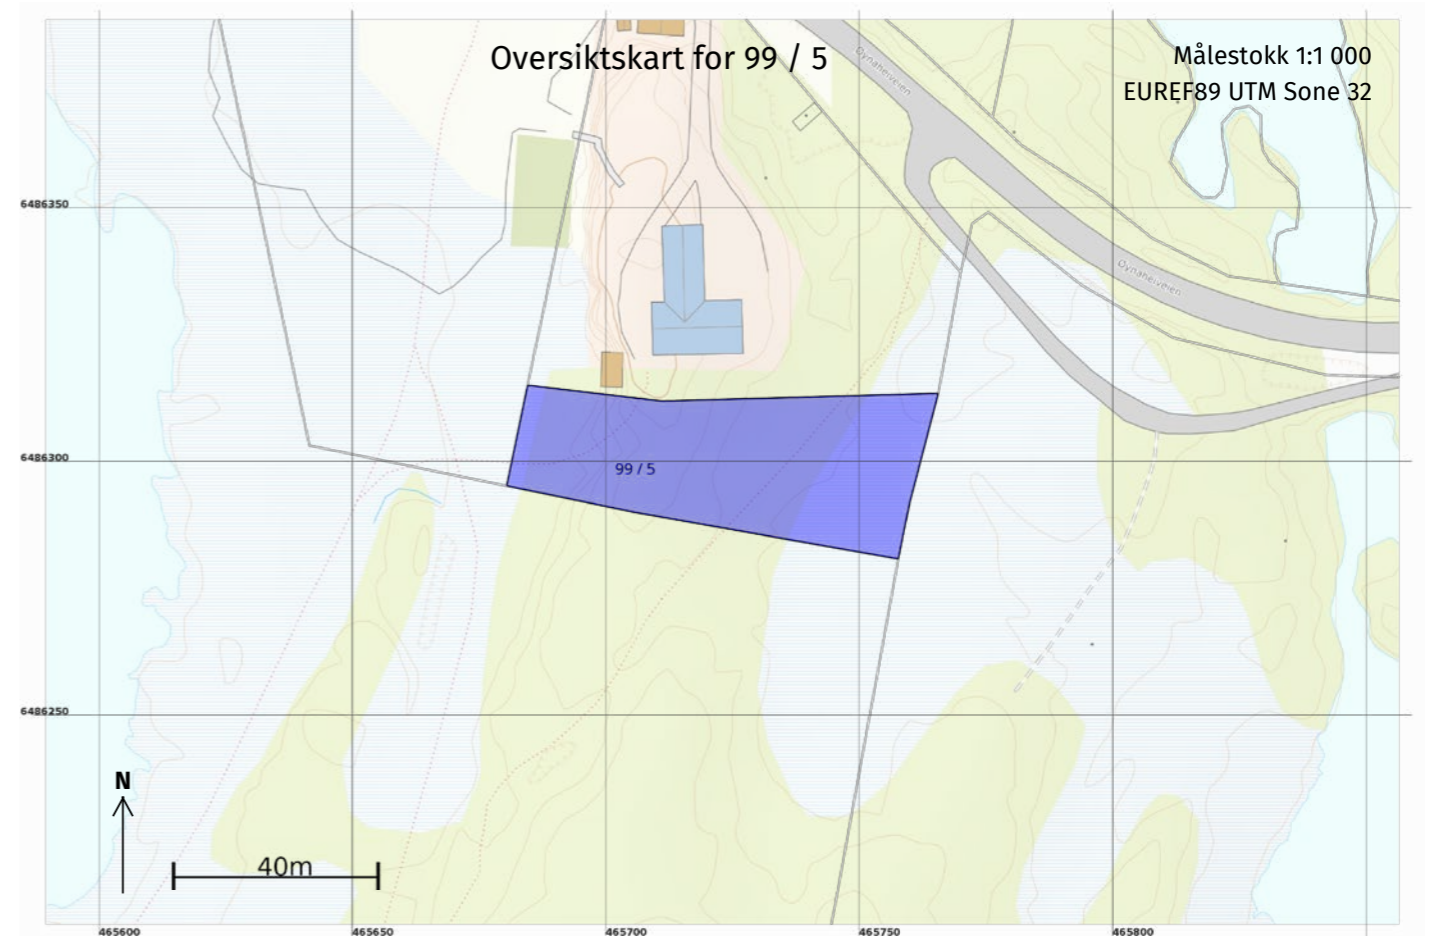 Oversiktskart for 99 / 5
Målestokk 1:1 000
EUREF89 UTM Sone 32
Øynaheiveien
6486350
Øynaheiveien
6486300
99 / 5
6486250
N
40m
465600
465650
465700
465750
465800